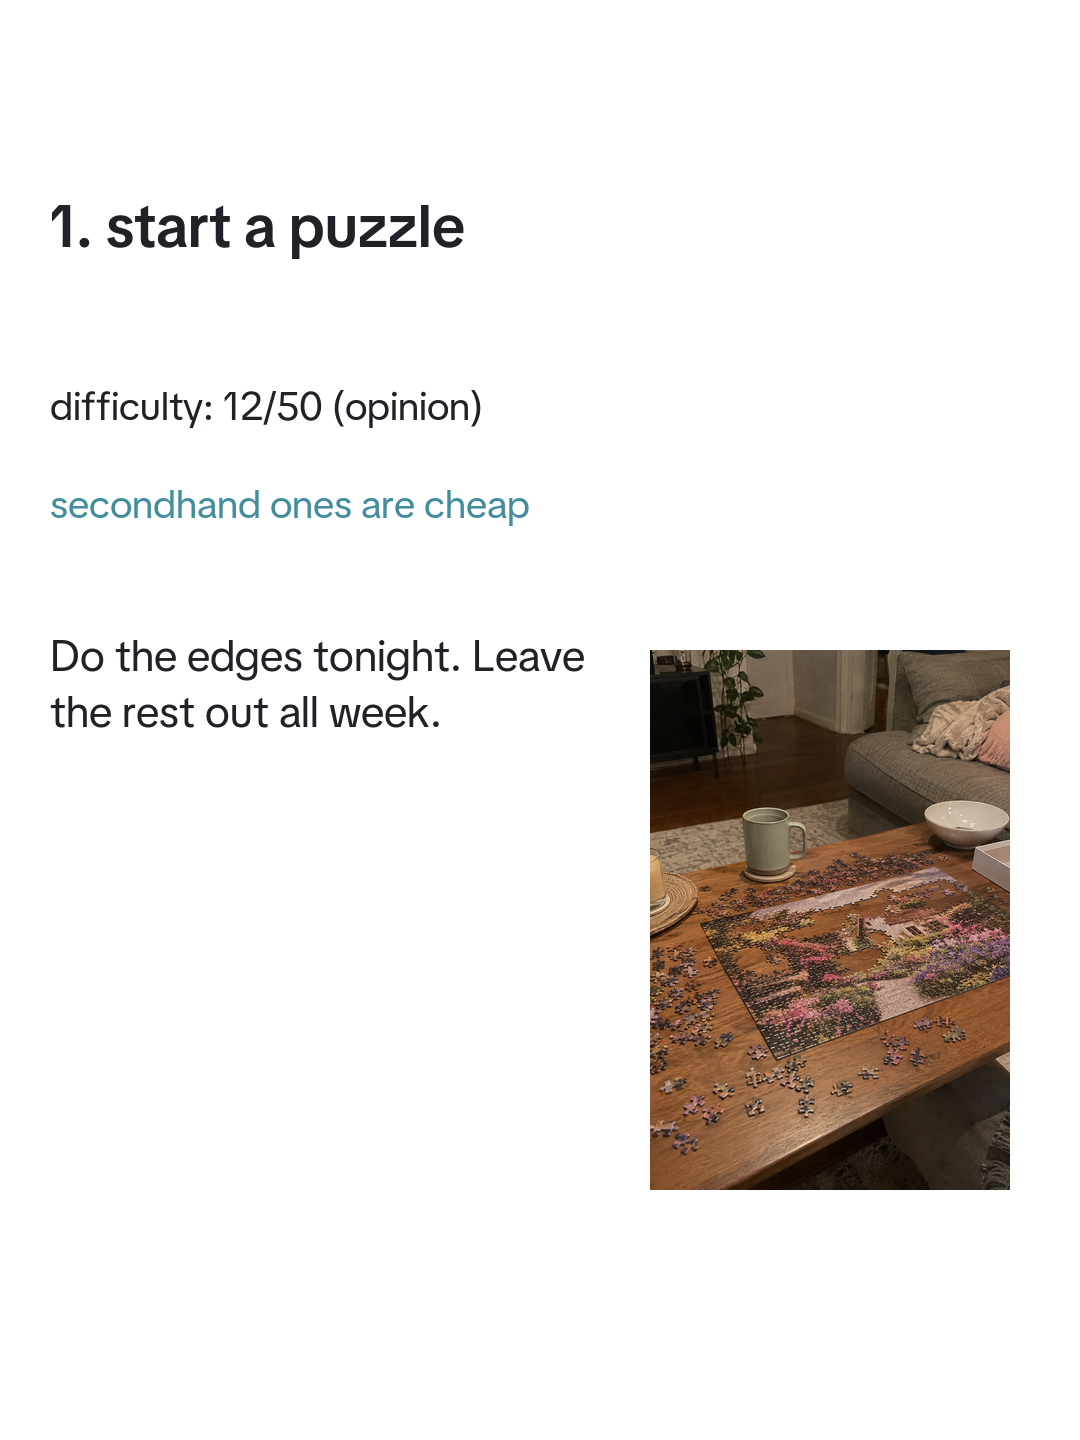 1. start a puzzle
difficulty: 12/50 (opinion)
secondhand ones are cheap
Do the edges tonight. Leave
the rest out all week.